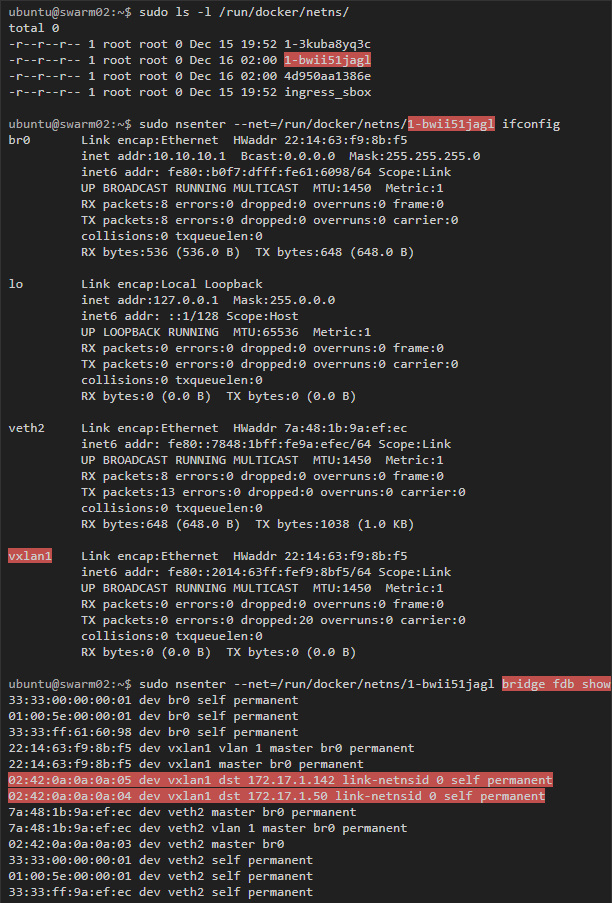 ubuntu@swarm02:~$ sudo ls -l /run/docker/netns/
total 0
-r--r--r-- 1 root root 0 Dec 15 19:52 1-3kuba8yq3c
-r--r--r-- 1 root root 0 Dec 16 02:00 1-bwii51jagl
-r--r--r-- 1 root root 0 Dec 16 02:00 4d950aa1386e
-r--r--r-- 1 root root 0 Dec 15 19:52 ingress_sbox
ubuntu@swarm02:~$ sudo nsenter --net=/run/docker/netns/1-bwii51jagl ifconfig
br0       Link encap:Ethernet  HWaddr 22:14:63:f9:8b:f5
          inet addr:10.10.10.1  Bcast:0.0.0.0  Mask:255.255.255.0
          inet6 addr: fe80::b0f7:dfff:fe61:6098/64 Scope:Link
          UP BROADCAST RUNNING MULTICAST  MTU:1450  Metric:1
          RX packets:8 errors:0 dropped:0 overruns:0 frame:0
          TX packets:8 errors:0 dropped:0 overruns:0 carrier:0
          collisions:0 txqueuelen:0
          RX bytes:536 (536.0 B)  TX bytes:648 (648.0 B)
lo        Link encap:Local Loopback
          inet addr:127.0.0.1  Mask:255.0.0.0
          inet6 addr: ::1/128 Scope:Host
          UP LOOPBACK RUNNING  MTU:65536  Metric:1
          RX packets:0 errors:0 dropped:0 overruns:0 frame:0
          TX packets:0 errors:0 dropped:0 overruns:0 carrier:0
          collisions:0 txqueuelen:0
          RX bytes:0 (0.0 B)  TX bytes:0 (0.0 B)
veth2     Link encap:Ethernet  HWaddr 7a:48:1b:9a:ef:ec
          inet6 addr: fe80::7848:1bff:fe9a:efec/64 Scope:Link
          UP BROADCAST RUNNING MULTICAST  MTU:1450  Metric:1
          RX packets:8 errors:0 dropped:0 overruns:0 frame:0
          TX packets:13 errors:0 dropped:0 overruns:0 carrier:0
          collisions:0 txqueuelen:0
          RX bytes:648 (648.0 B)  TX bytes:1038 (1.0 KB)
vxlan1    Link encap:Ethernet  HWaddr 22:14:63:f9:8b:f5
          inet6 addr: fe80::2014:63ff:fef9:8bf5/64 Scope:Link
          UP BROADCAST RUNNING MULTICAST  MTU:1450  Metric:1
          RX packets:0 errors:0 dropped:0 overruns:0 frame:0
          TX packets:0 errors:0 dropped:20 overruns:0 carrier:0
          collisions:0 txqueuelen:0
          RX bytes:0 (0.0 B)  TX bytes:0 (0.0 B)
ubuntu@swarm02:~$ sudo nsenter --net=/run/docker/netns/1-bwii51jagl bridge fdb show
33:33:00:00:00:01 dev br0 self permanent
01:00:5e:00:00:01 dev br0 self permanent
33:33:ff:61:60:98 dev br0 self permanent
22:14:63:f9:8b:f5 dev vxlan1 vlan 1 master br0 permanent
22:14:63:f9:8b:f5 dev vxlan1 master br0 permanent
02:42:0a:0a:0a:05 dev vxlan1 dst 172.17.1.142 link-netnsid 0 self permanent
02:42:0a:0a:0a:04 dev vxlan1 dst 172.17.1.50 link-netnsid 0 self permanent
7a:48:1b:9a:ef:ec dev veth2 master br0 permanent
7a:48:1b:9a:ef:ec dev veth2 vlan 1 master br0 permanent
02:42:0a:0a:0a:03 dev veth2 master br0
33:33:00:00:00:01 dev veth2 self permanent
01:00:5e:00:00:01 dev veth2 self permanent
33:33:ff:9a:ef:ec dev veth2 self permanent